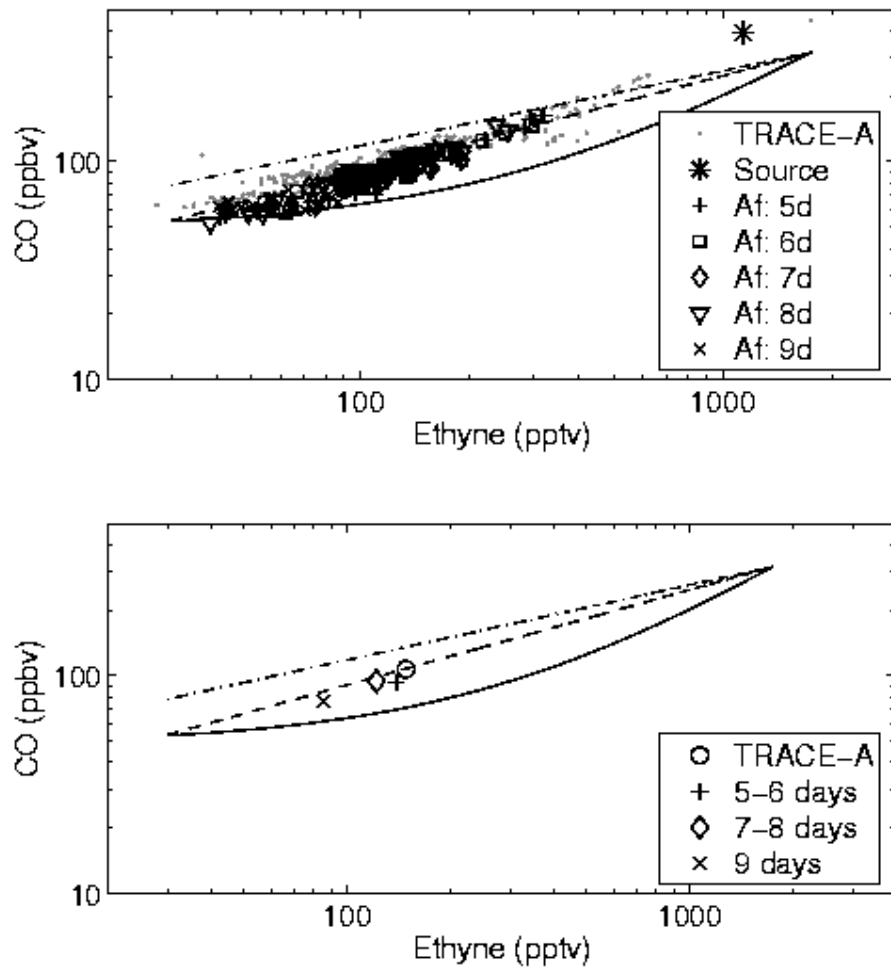 CO (ppbv)
100
10
TRACE-A
Source
Af: 5d
Af: 6d
Af: 7d
Af: 8d
Af: 9d
100
1000
Ethyne (pptv)
CO (ppbv)
100
10
TRACE-A
5-6 days
7-8 days
9 days
100
1000
Ethyne (pptv)